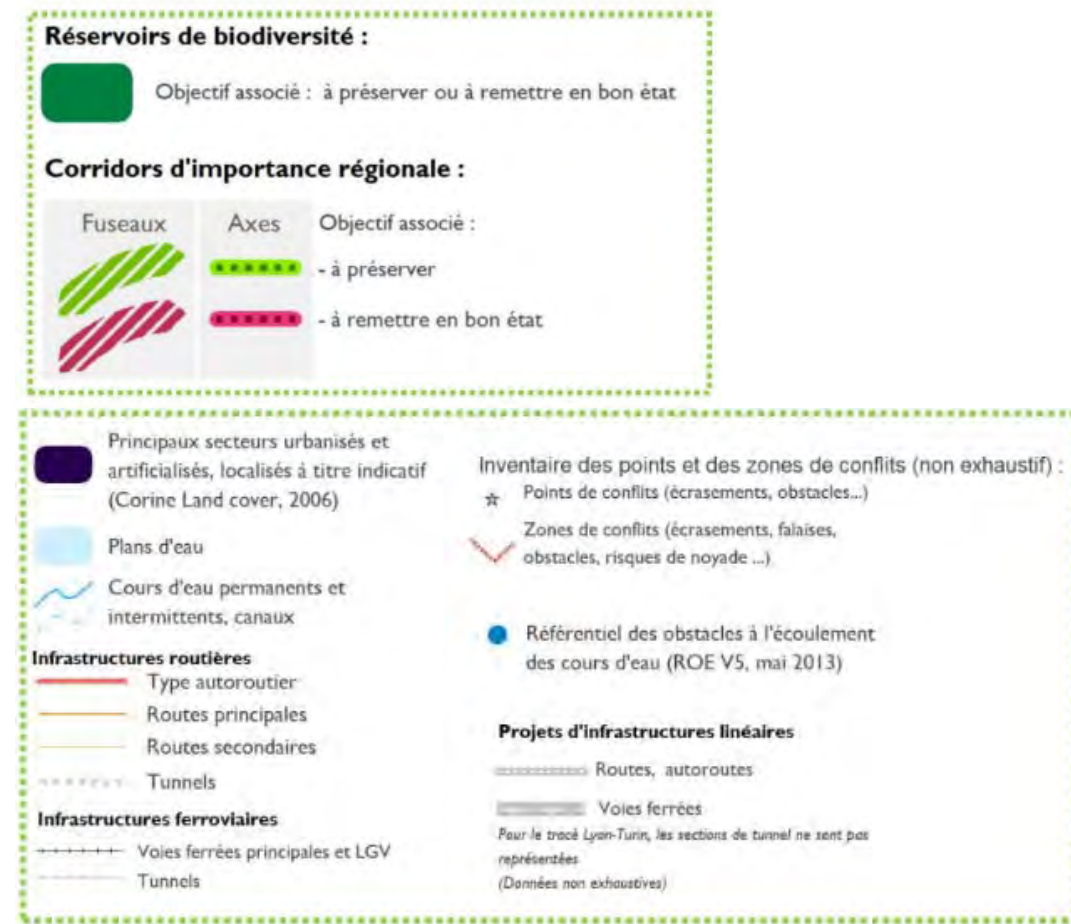 Réservoirs de biodiversité :
Objectif associé : à préserver ou à remettre en bon état
Corridors d'importance régionale :
Fuseaux Axes Objectif associé :
- à préserver
- à remettre en bon état
Principaux secteurs urbanisés et
artificialisés, localisés à titre indicatif
(Corine Land cover, 2006)
Plans d'eau
Cours d'eau permanents et
intermittents, canaux
Infrastructures routières
Type autoroutier
Routes principales
Routes secondaires
Tunnels
Infrastructures ferroviaires
Voies ferrées principales et LGV
Tunnels
Inventaire des points et des zones de conflits (non exhaustif) :
Points de conflits (écrasements, obstacles...)
Zones de conflits (écrasements, falaises,
obstacles, risques de noyade ...)
Référentiel des obstacles à l'écoulement
des cours d'eau (ROE V5, mai 2013)
Projets d'infrastructures linéaires
Routes, autoroutes
Voies ferrées
Pour le tracé Lyon-Turin, les sections de tunnel ne sont pas
représentées
(Données non exhaustives)